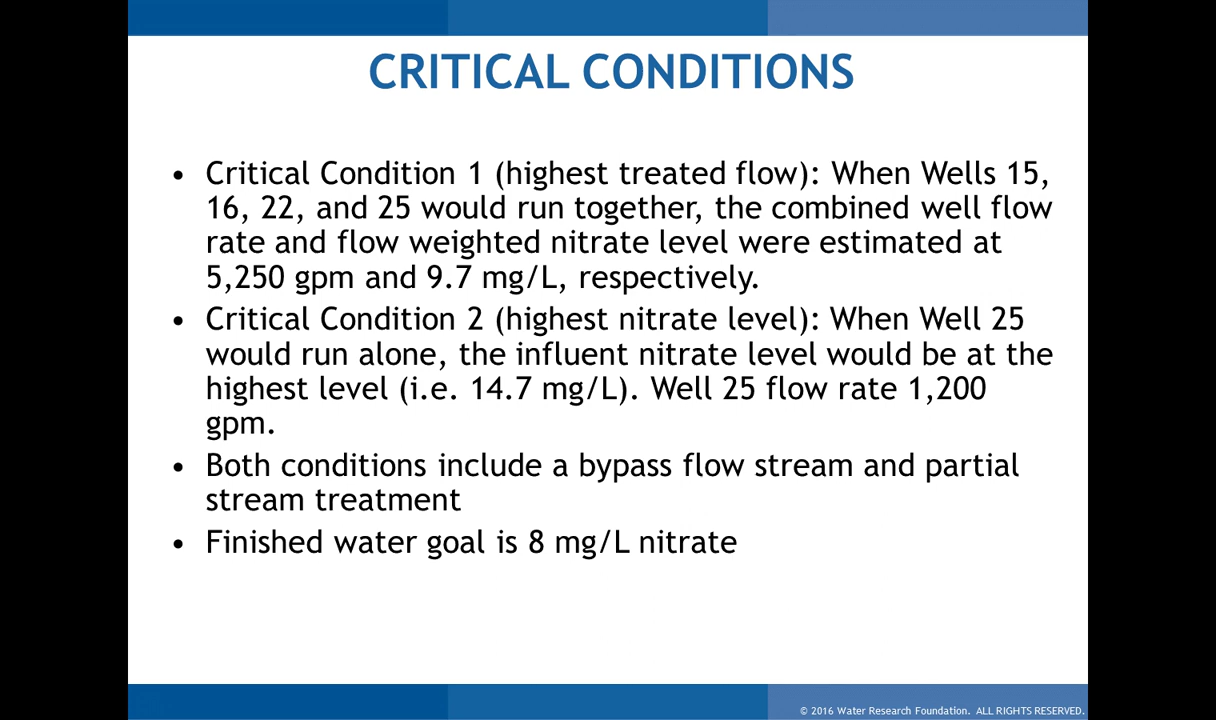 CRITICAL CONDITIONS
• Critical Condition 1 (highest treated flow): When Wells 15,
16, 22, and 25 would run together, the combined well flow
rate and flow weighted nitrate level were estimated at
5,250 gpm and 9.7 mg/L, respectively.
• Critical Condition 2 (highest nitrate level): When Well 25
would run alone, the influent nitrate level would be at the
highest level (i.e. 14.7 mg/L). Well 25 flow rate 1,200
gpm.
• Both conditions include a bypass flow stream and partial
stream treatment
• Finished water goal is 8 mg/L nitrate
© 2016 Water Research Foundation. ALL RIGHTS RESERVED.